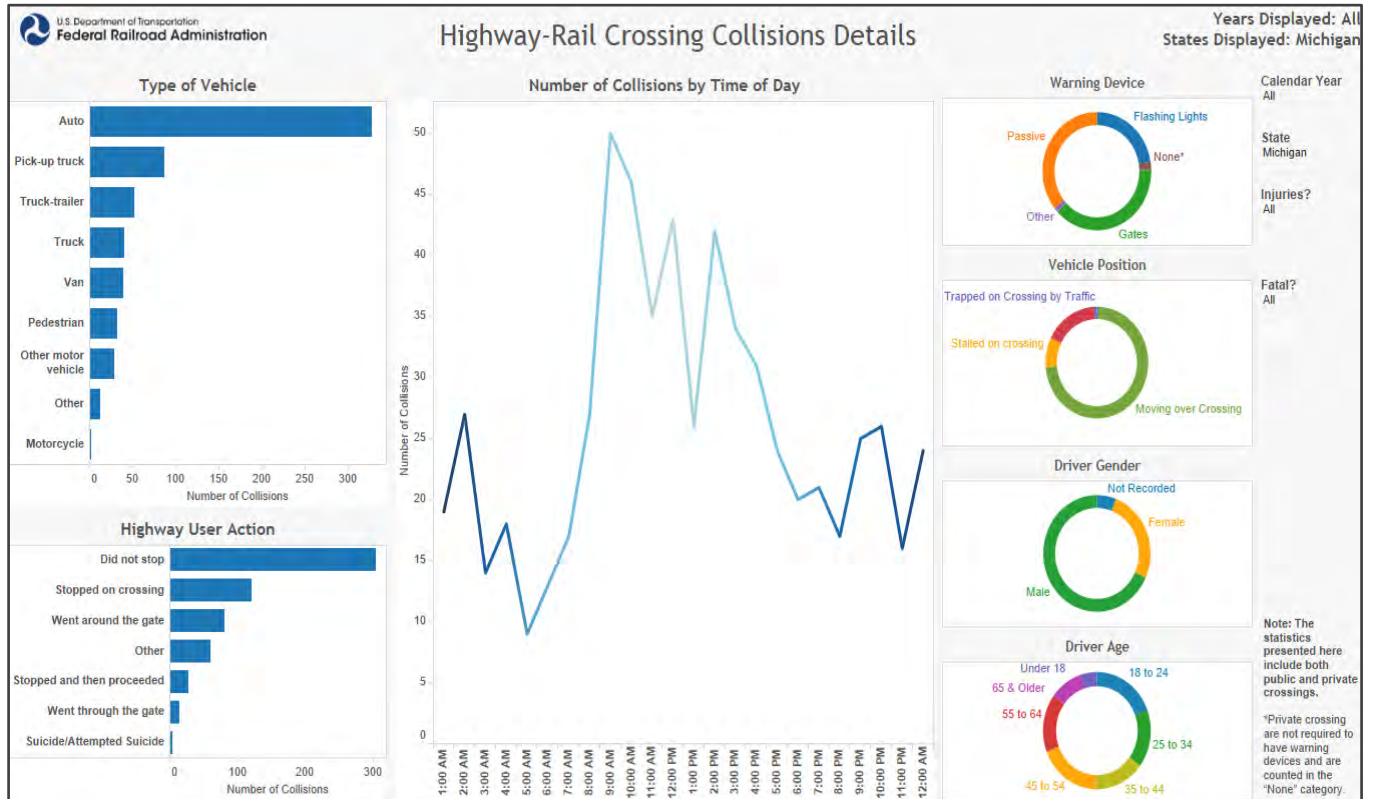 U.S. Department of Transportation
Federal Railroad Administration
Highway-Rail Crossing Collisions Details
Years Displayed: All
States Displayed: Michigan
Type of Vehicle
Auto
Pick-up truck
Truck-trailer
Truck
Van
Pedestrian
Other motor
vehicle
Other
Motorcycle
0 50 100 150 200 250 300
Number of Collisions
Highway User Action
Did not stop
Stopped on crossing
Went around the gate
Other
Stopped and then proceeded
Went through the gate
Suicide/Attempted Suicide
0 100 200 300
Number of Collisions
Number of Collisions by Time of Day
Number of Collisions
50
45
40
35
30
25
20
15
10
5
0
1:00 AM
2:00 AM
3:00 AM
4:00 AM
5:00 AM
6:00 AM
7:00 AM
8:00 AM
9:00 AM
10:00 AM
11:00 AM
12:00 PM
1:00 PM
2:00 PM
3:00 PM
4:00 PM
5:00 PM
6:00 PM
7:00 PM
8:00 PM
9:00 PM
10:00 PM
11:00 PM
12:00 AM
Warning Device
Flashing Lights
Passive
None*
Other
Gates
Vehicle Position
Trapped on Crossing by Traffic
Stalled on crossing
Moving over Crossing
Driver Gender
Not Recorded
Female
Male
Driver Age
Under 18
18 to 24
65 & Older
55 to 64
25 to 34
45 to 54
35 to 44
Calendar Year
All
State
Michigan
Injuries?
All
Fatal?
All
Note: The
statistics
presented here
include both
public and private
crossings.
*Private crossing
are not required to
have warning
devices and are
counted in the
"None" category.